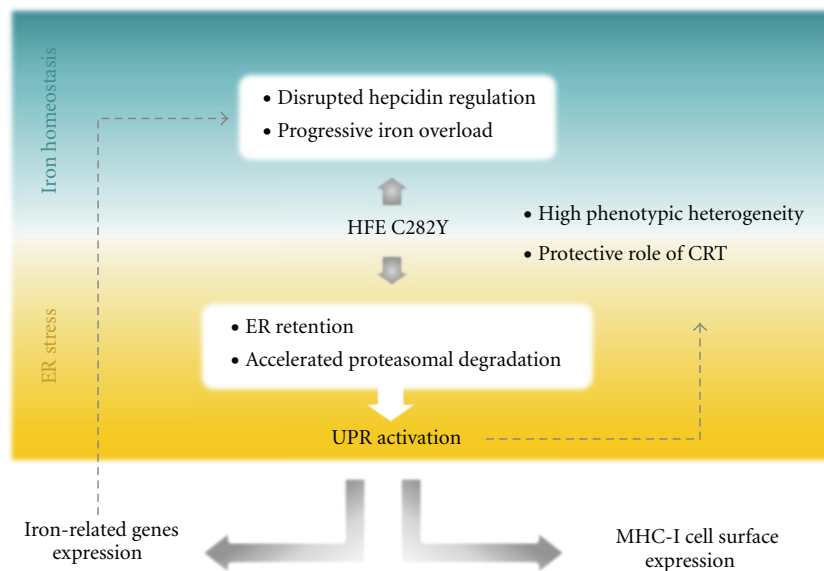 Iron homeostasis
• Disrupted hepcidin regulation
• Progressive iron overload
HFE C282Y
• High phenotypic heterogeneity
• Protective role of CRT
ER stress
• ER retention
• Accelerated proteasomal degradation
UPR activation
Iron-related genes
expression
MHC-I cell surface
expression